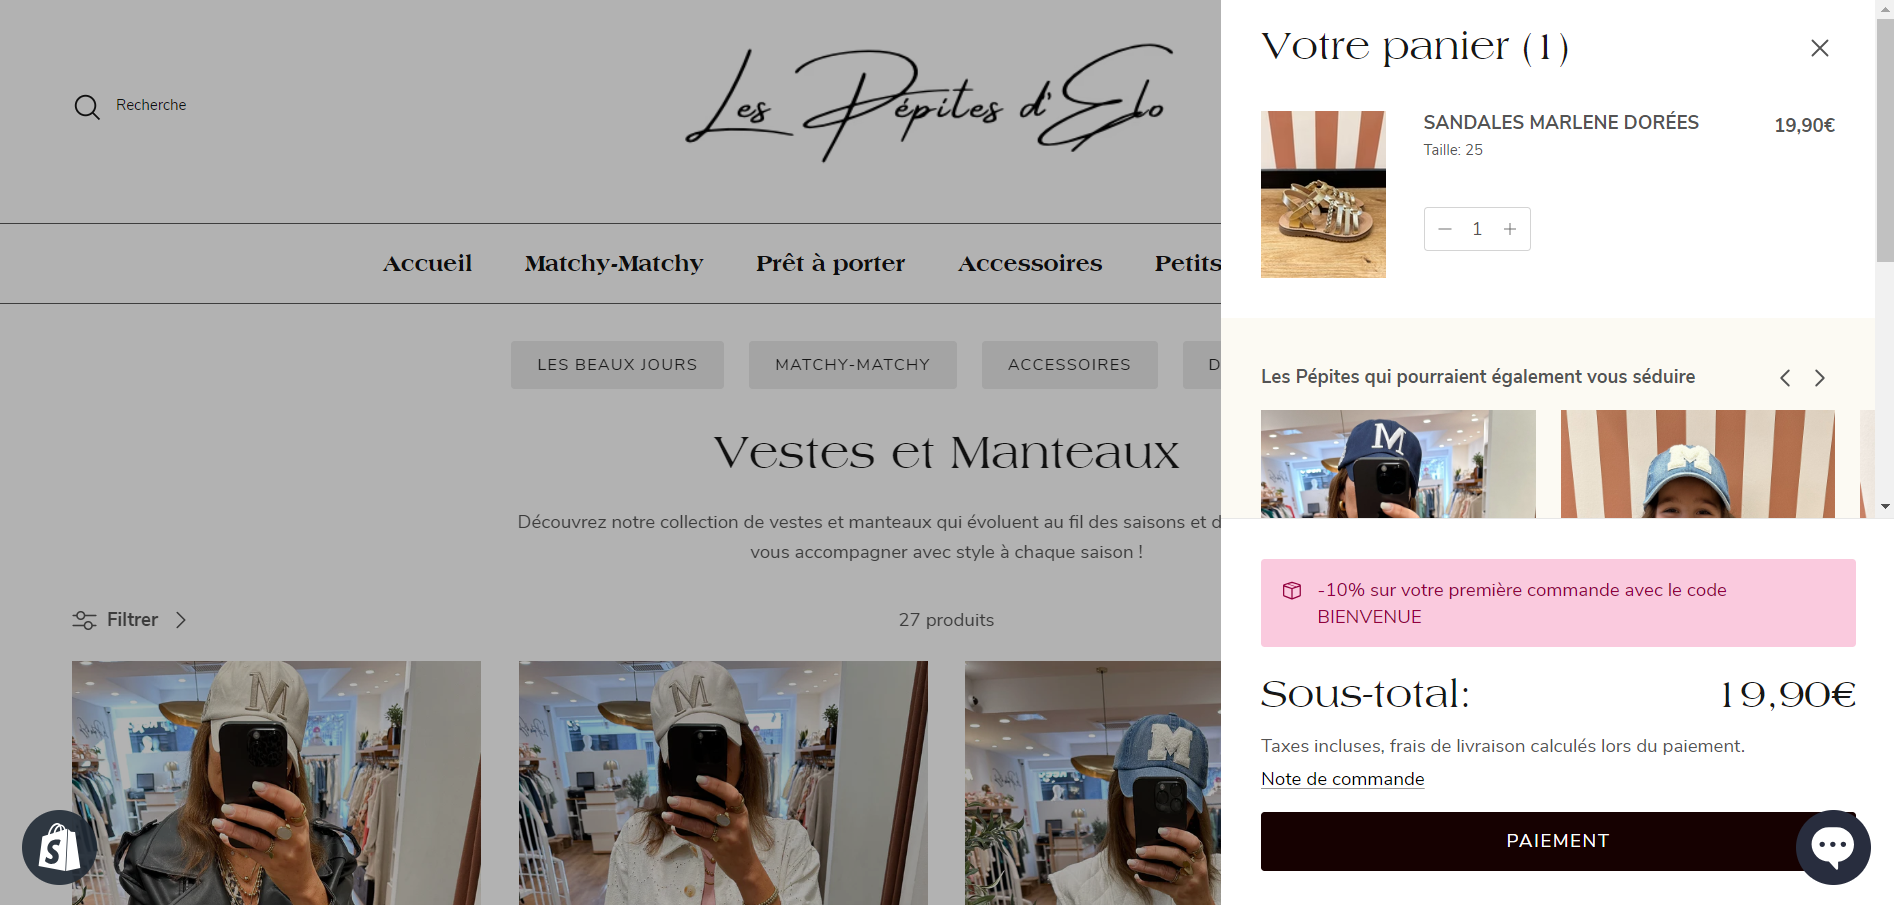 Recherche
Les Pépites d'Elo
Accueil
Matchy-Matchy
Prêt à porter
Accessoires
Petits
LES BEAUX JOURS
MATCHY-MATCHY
ACCESSOIRES
D
Vestes et Manteaux
Découvrez notre collection de vestes et manteaux qui évoluent au fil des saisons et d
vous accompagner avec style à chaque saison !
Filtrer
27 produits
M
M
M
Votre panier (1)
SANDALES MARLENE DORÉES
19,90€
Taille: 25
1
Les Pépites qui pourraient également vous séduire
M
M
-10% sur votre première commande avec le code
BIENVENUE
Sous-total:
19,90€
Taxes incluses, frais de livraison calculés lors du paiement.
Note de commande
PAIEMENT